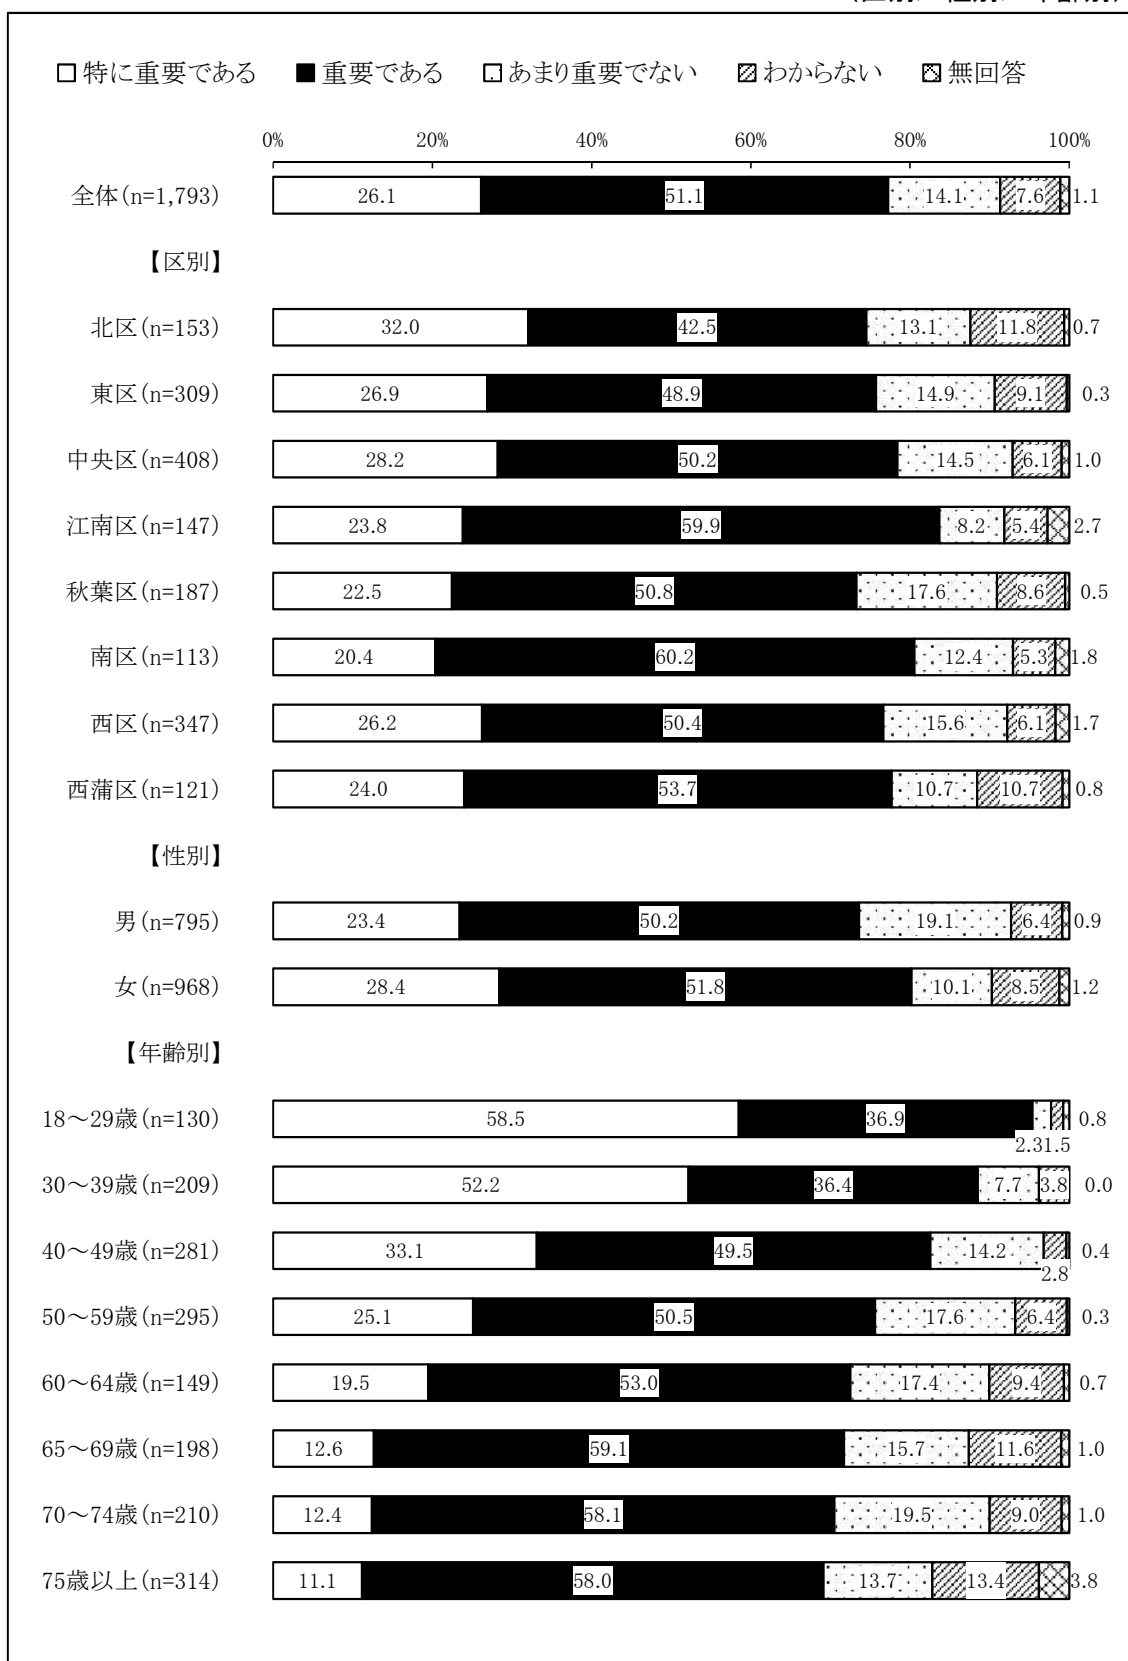 □特に重要である ■重要である □あまり重要でない わからない 無回答
0% 20% 40% 60% 80% 100%
全体(n=1,793) 26.1 51.1 14.1 7.6 1.1
【区別】
北区(n=153) 32.0 42.5 13.1 11.8 0.7
東区(n=309) 26.9 48.9 14.9 9.1 0.3
中央区(n=408) 28.2 50.2 14.5 6.1 1.0
江南区(n=147) 23.8 59.9 8.2 5.4 2.7
秋葉区(n=187) 22.5 50.8 17.6 8.6 0.5
南区(n=113) 20.4 60.2 12.4 5.3 1.8
西区(n=347) 26.2 50.4 15.6 6.1 1.7
西蒲区(n=121) 24.0 53.7 10.7 10.7 0.8
【性別】
男(n=795) 23.4 50.2 19.1 6.4 0.9
女(n=968) 28.4 51.8 10.1 8.5 1.2
【年齢別】
18～29歳(n=130) 58.5 36.9 2.3 1.5 0.8
30～39歳(n=209) 52.2 36.4 7.7 3.8 0.0
40～49歳(n=281) 33.1 49.5 14.2 2.8 0.4
50～59歳(n=295) 25.1 50.5 17.6 6.4 0.3
60～64歳(n=149) 19.5 53.0 17.4 9.4 0.7
65～69歳(n=198) 12.6 59.1 15.7 11.6 1.0
70～74歳(n=210) 12.4 58.1 19.5 9.0 1.0
75歳以上(n=314) 11.1 58.0 13.7 13.4 3.8